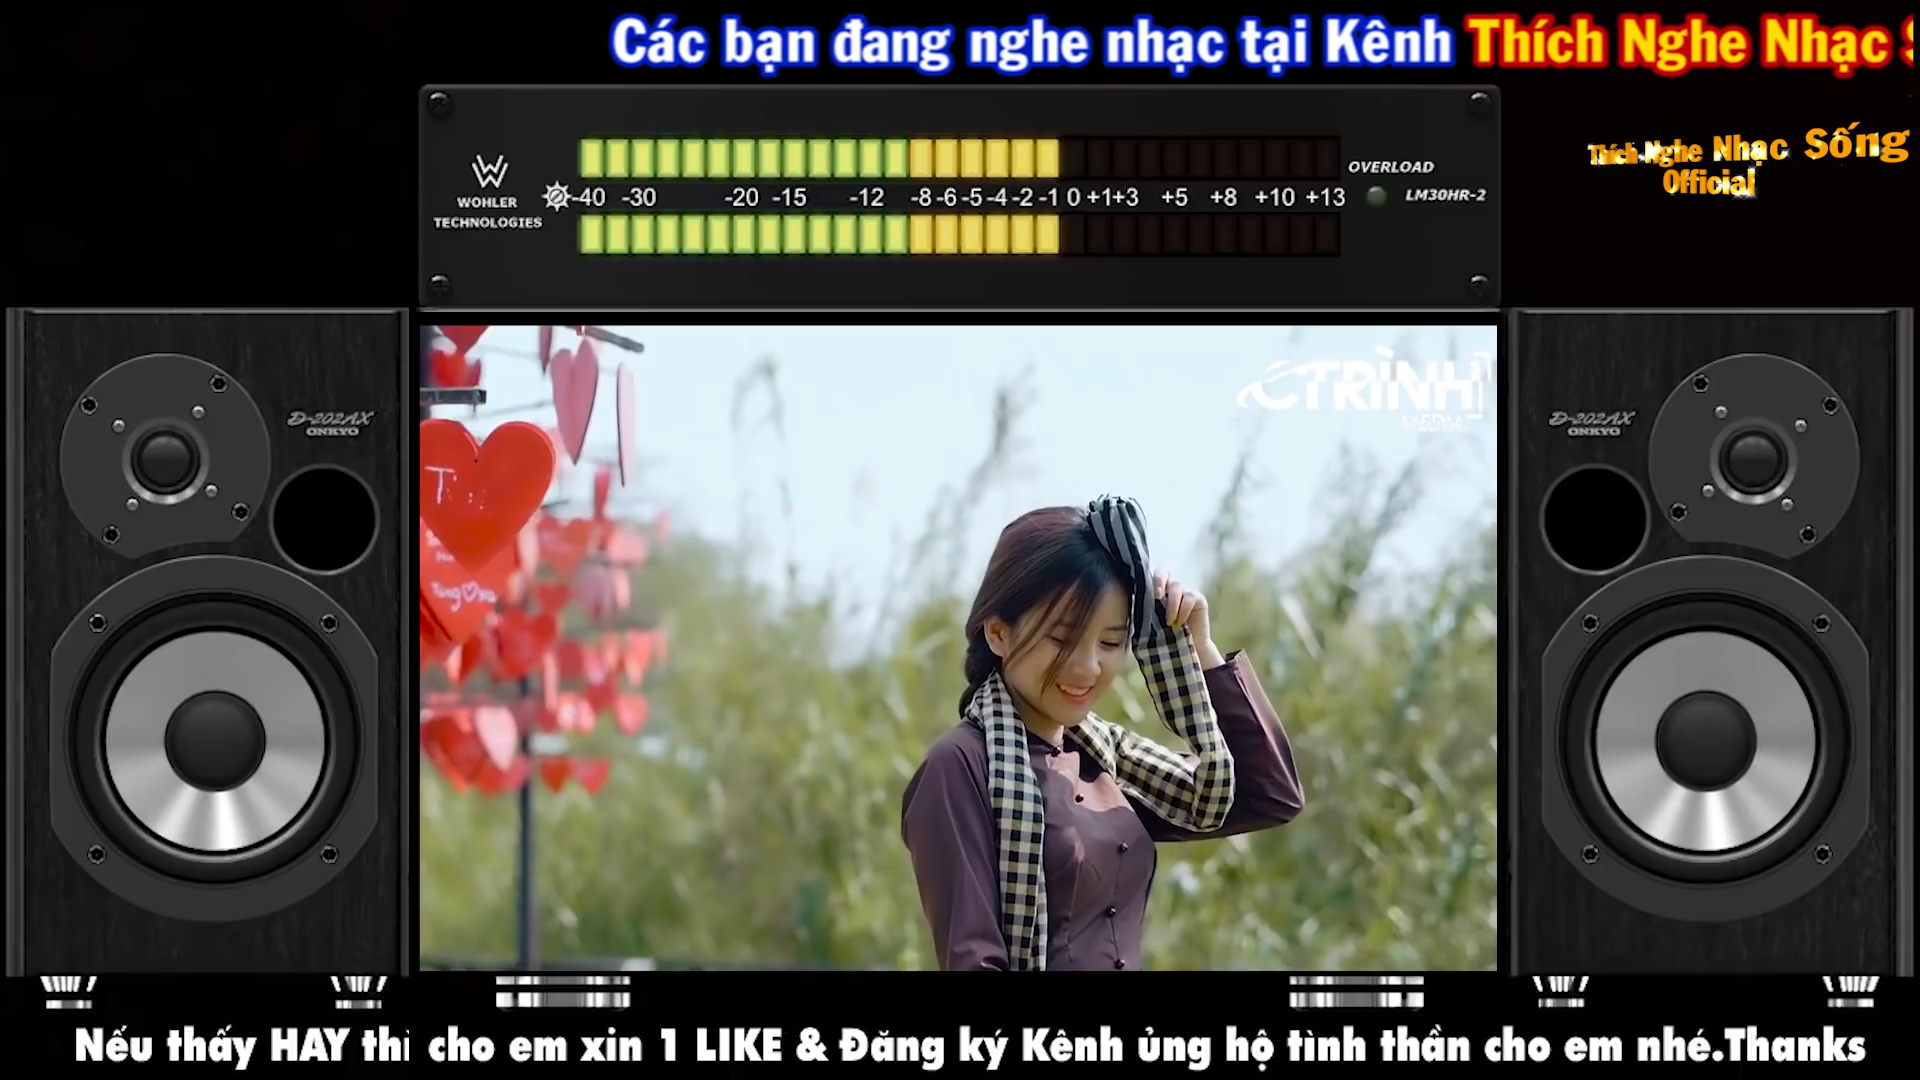 Các bạn đang nghe nhạc tại Kênh Thích Nghe Nhạc
Thích Nghe Nhạc Sống
Official
W
WOHLER
TECHNOLOGIES
-40 -30 -20 -15 -12 -8 -6 -5 -4 -2 -1 0 +1 +3 +5 +8 +10 +13
OVERLOAD
LM30HR-2
D-202AX
ONKYO
CTRÌNH
MEDIA
D-202AX
ONKYO
Nếu thấy HAY thì cho em xin 1 LIKE & Đăng ký Kênh ủng hộ tình thần cho em nhé.Thanks